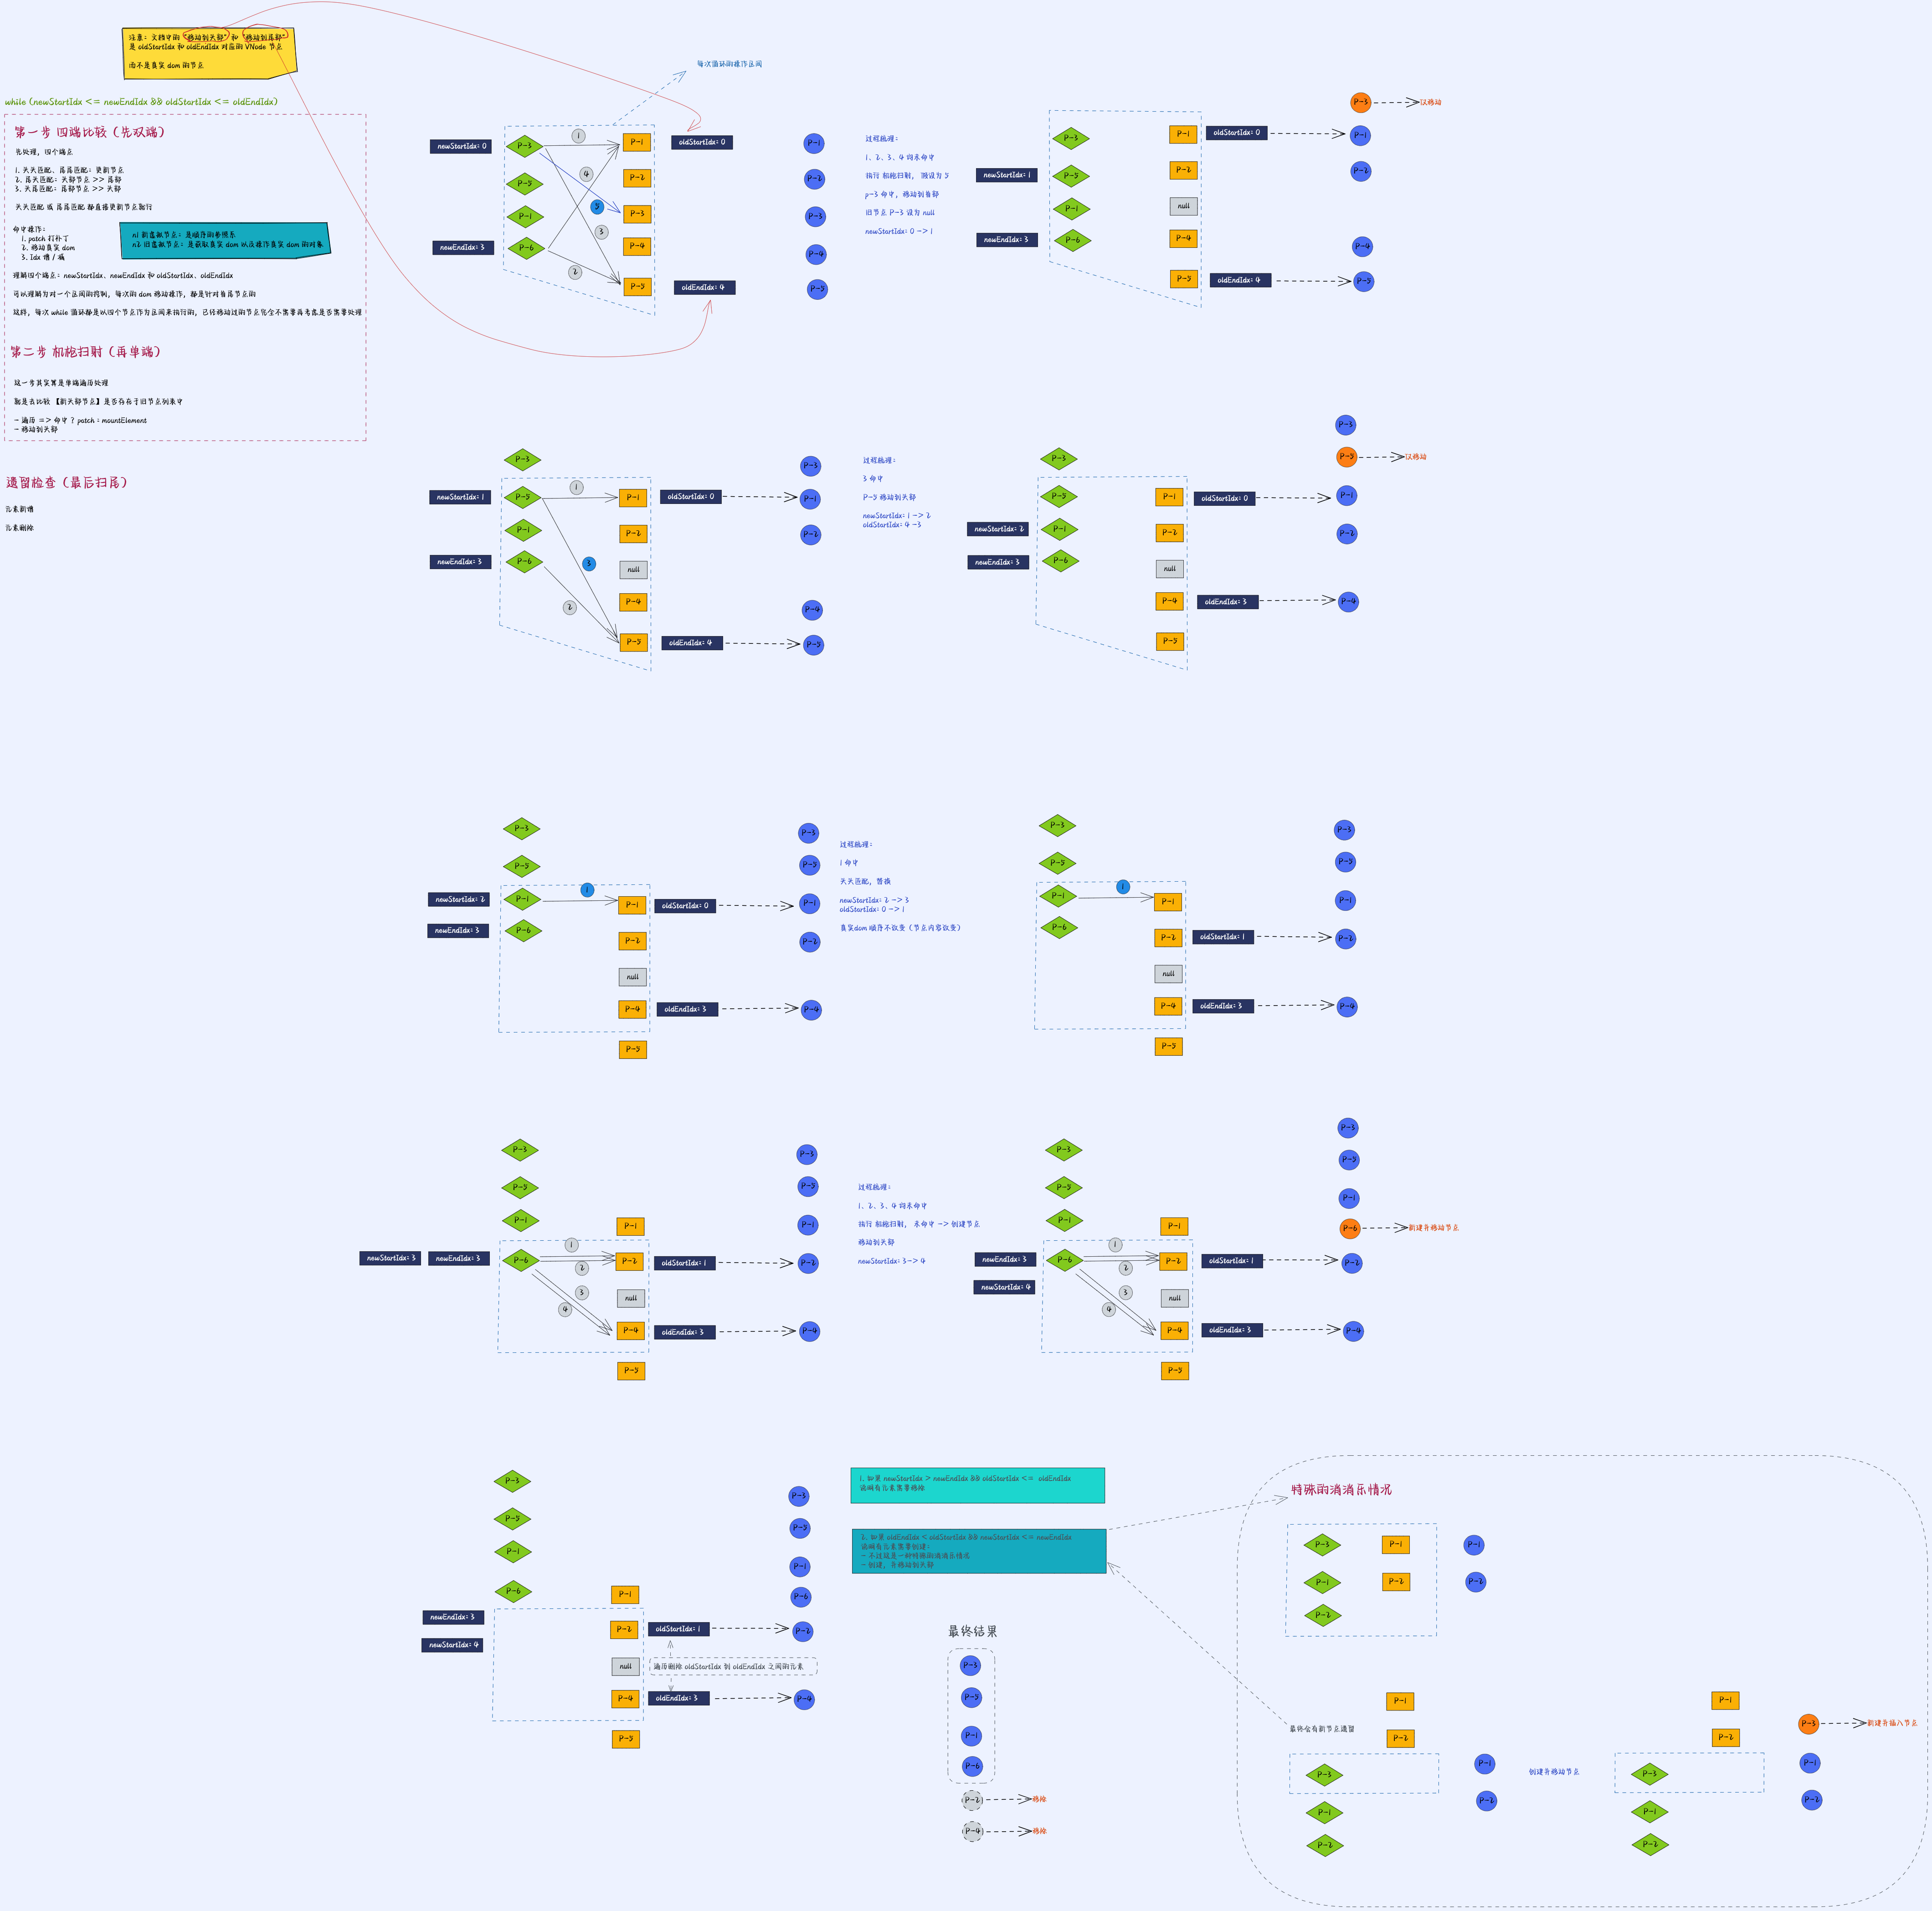 注意：文档中的 "移动到头部" 和 "移动到尾部"
是 oldStartIdx 和 oldEndIdx 对应的 VNode 节点
而不是真实 dom 的节点
while (newStartIdx <= newEndIdx && oldStartIdx <= oldEndIdx)
第一步 四端比较（先双端）
先处理，四个端点
1. 头头匹配、尾尾匹配：更新节点
2. 尾头匹配：头部节点 >> 尾部
3. 头尾匹配：尾部节点 >> 头部
头头匹配 或 尾尾匹配 都直接更新节点就行
命中操作：
1. patch 打补丁
2. 移动真实 dom
3. Idx 增 / 减
n1 新虚拟节点：是顺序的参照系
n2 旧虚拟节点：是获取真实 dom 以及操作真实 dom 的对象
理解四个端点：newStartIdx、newEndIdx 和 oldStartIdx、oldEndIdx
可以理解为对一个区间的控制，每次的 dom 移动操作，都是针对首尾节点的
这样，每次 while 循环都是以四个节点作为区间来执行的，已经移动过的节点完全不需要再考虑是否需要处理
第二步 机枪扫射（再单端）
这一步其实算是单端遍历处理
就是去比较 【新头部节点】是否存在于旧节点列表中
- 遍历 => 命中 ? patch : mountElement
- 移动到头部
遗留检查（最后扫尾）
元素新增
元素删除
每次循环的操作区间
newStartIdx: 0
newEndIdx: 3
P-3
P-5
P-1
P-6
1
4
5
3
2
P-1
P-2
P-3
P-4
P-5
oldStartIdx: 0
oldEndIdx: 4
P-1
P-2
P-3
P-4
P-5
过程梳理：
1、2、3、4 均未命中
执行 机枪扫射，假设为 5
p-3 命中，移动到首部
旧节点 P-3 设为 null
newStartIdx: 0 -> 1
newStartIdx: 1
newEndIdx: 3
P-3
P-5
P-1
P-6
P-1
P-2
null
P-4
P-5
oldStartIdx: 0
oldEndIdx: 4
P-3
仅移动
P-1
P-2
P-4
P-5
newStartIdx: 1
newEndIdx: 3
P-3
P-5
P-1
P-6
1
3
2
P-1
P-2
null
P-4
P-5
oldStartIdx: 0
oldEndIdx: 4
P-3
P-1
P-2
P-4
P-5
过程梳理：
3 命中
P-5 移动到头部
newStartIdx: 1 -> 2
oldStartIdx: 4 -3
newStartIdx: 2
newEndIdx: 3
P-3
P-5
P-1
P-6
P-1
P-2
null
P-4
P-5
oldStartIdx: 0
oldEndIdx: 3
P-3
P-5
仅移动
P-1
P-2
P-4
newStartIdx: 2
newEndIdx: 3
P-3
P-5
P-1
P-6
1
P-1
P-2
null
P-4
P-5
oldStartIdx: 0
oldEndIdx: 3
P-3
P-5
P-1
P-2
P-4
过程梳理：
1 命中
头头匹配，替换
newStartIdx: 2 -> 3
oldStartIdx: 0 -> 1
真实dom 顺序不改变（节点内容改变）
P-3
P-5
P-1
P-6
1
P-1
P-2
null
P-4
P-5
oldStartIdx: 1
oldEndIdx: 3
P-3
P-5
P-1
P-2
P-4
newStartIdx: 3
newEndIdx: 3
P-3
P-5
P-1
P-6
1
2
3
4
P-1
P-2
null
P-4
P-5
oldStartIdx: 1
oldEndIdx: 3
P-3
P-5
P-1
P-2
P-4
过程梳理：
1、2、3、4 均未命中
执行 机枪扫射， 未命中 -> 创建节点
移动到头部
newStartIdx: 3-> 4
newEndIdx: 3
newStartIdx: 4
P-3
P-5
P-1
P-6
1
2
3
4
P-1
P-2
null
P-4
P-5
oldStartIdx: 1
oldEndIdx: 3
P-3
P-5
P-1
P-6
新建并移动节点
P-2
P-4
newEndIdx: 3
newStartIdx: 4
P-3
P-5
P-1
P-6
P-1
P-2
null
P-4
P-5
oldStartIdx: 1
遍历删除 oldStartIdx 到 oldEndIdx 之间的元素
oldEndIdx: 3
P-3
P-5
P-1
P-6
P-2
P-4
1. 如果 newStartIdx > newEndIdx && oldStartIdx <= oldEndIdx
说明有元素需要移除
2. 如果 oldEndIdx < oldStartIdx && newStartIdx <= newEndIdx
说明有元素需要创建：
- 不过这是一种特殊的消消乐情况
- 创建，并移动到头部
最终结果
P-3
P-5
P-1
P-6
P-2
移除
P-4
移除
特殊的消消乐情况
P-3
P-1
P-2
P-1
P-2
P-1
P-2
最终会有新节点遗留
P-1
P-2
P-3
P-1
P-2
P-1
P-2
创建并移动节点
P-1
P-2
P-3
P-1
P-2
P-3
新建并插入节点
P-1
P-2